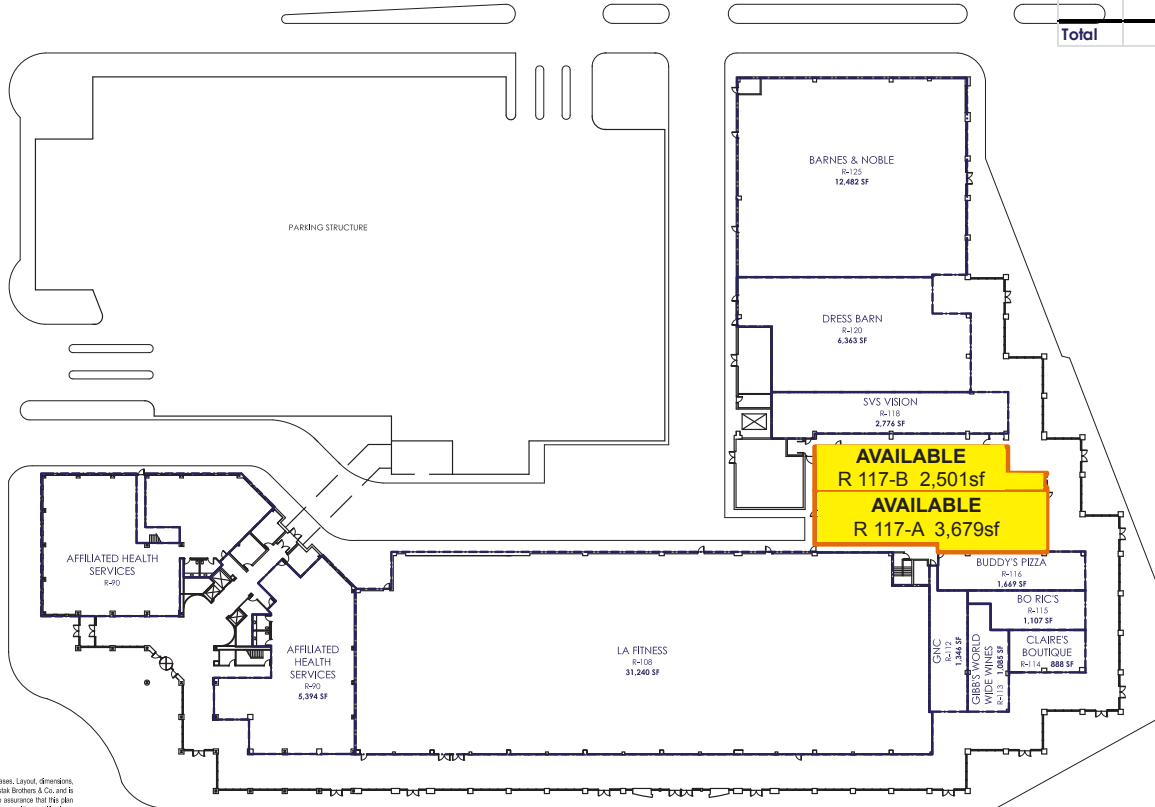 Total
BARNES & NOBLE
R-125
12,482 SF
PARKING STRUCTURE
DRESS BARN
R-120
6,363 SF
SVS VISION
R-118
2,776 SF
AVAILABLE
R 117-B 2,501sf
AVAILABLE
R 117-A 3,679sf
BUDDY'S PIZZA
R-116
1,669 SF
BO RIC'S
R-115
1,107 SF
CLAIRE'S
BOUTIQUE
R-114 888 SF
GIBB'S WORLD
WIDE WINES
R-113 1,085 SF
GNC
R-112
1,346 SF
LA FITNESS
R-108
31,240 SF
AFFILIATED HEALTH
SERVICES
R-90
AFFILIATED
HEALTH
SERVICES
R-90
5,394 SF
ases. Layout, dimensions,
stak Brothers & Co. and is
assurance that this plan